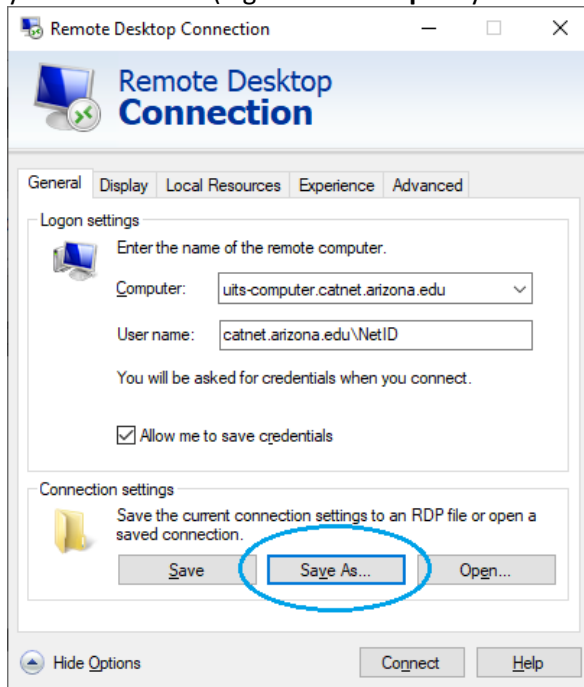 Remote Desktop Connection
Remote Desktop
Connection
General Display Local Resources Experience Advanced
Logon settings
Enter the name of the remote computer.
Computer: uits-computer.catnet.arizona.edu
User name: catnet.arizona.edu\NetID
You will be asked for credentials when you connect.
Allow me to save credentials
Connection settings
Save the current connection settings to an RDP file or open a
saved connection.
Save Save As... Open...
Hide Options Connect Help